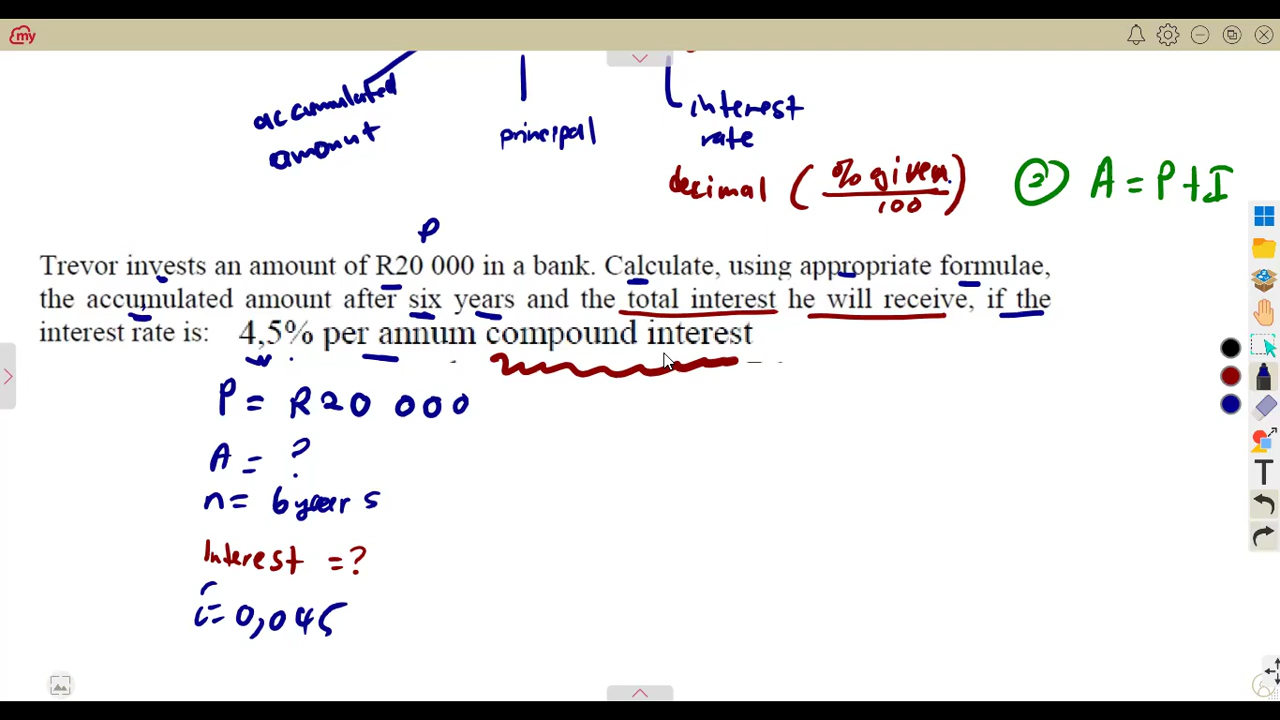 my
accumulated
amount
principal
interest
rate
decimal ( % given / 100 )
② A = P + I
P
Trevor invests an amount of R20 000 in a bank. Calculate, using appropriate formulae,
the accumulated amount after six years and the total interest he will receive, if the
interest rate is: 4,5% per annum compound interest
P = R20 000
A = ?
n = 6 years
Interest = ?
i = 0,045
T